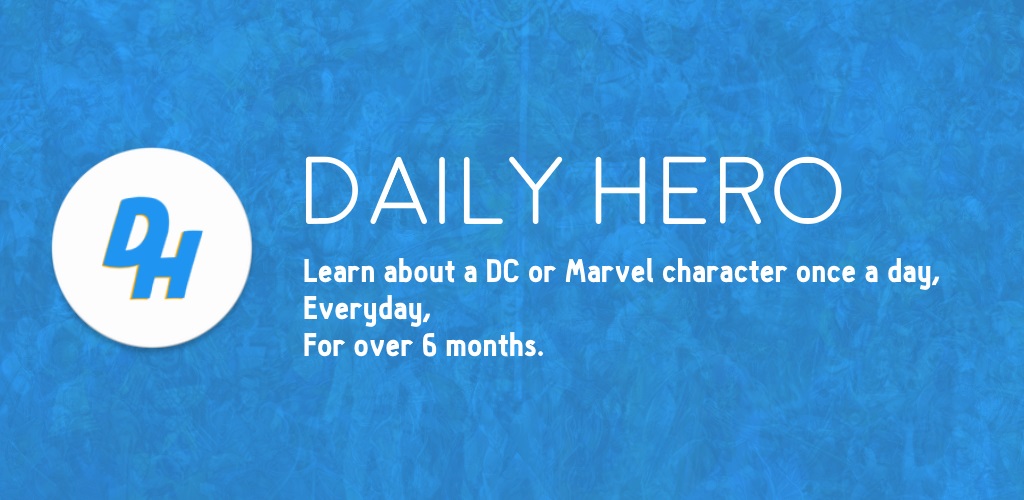 DH
DAILY HERO
Learn about a DC or Marvel character once a day,
Everyday,
For over 6 months.